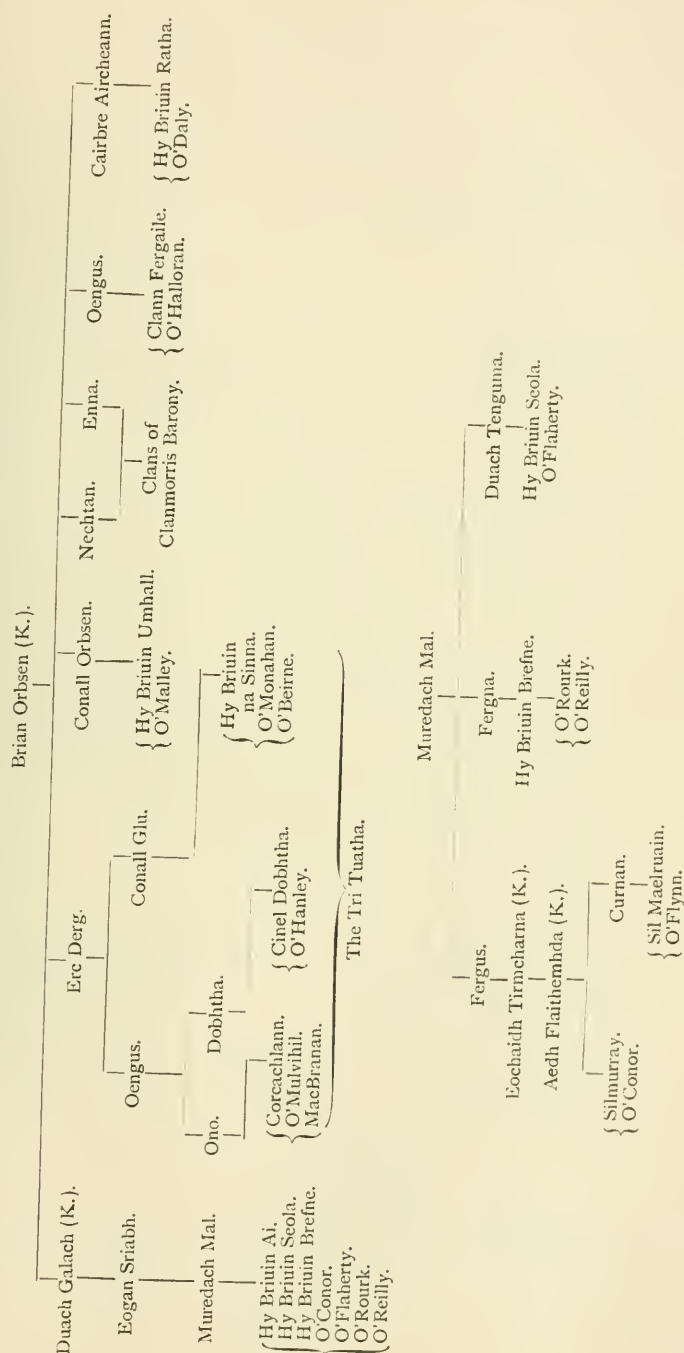 Brian Orbsen (K.).
Duach Galach (K.).
Erc Derg.
Conall Orbsen.
Nechtan.
Enna.
Oengus.
Cairbre Aircheann.
Eogan Sriabh.
Oengus.
Conall Glu.
{ Hy Briuin Umhall.
{ O'Malley.
Clans of
Clanmorris Barony.
{ Clann Fergaile.
{ O'Halloran.
{ Hy Briuin Ratha.
{ O'Daly.
Muredach Mal.
Ono.
Dobhtha.
{ Hy Briuin Ai.
Hy Briuin Seola.
Hy Briuin Brefne.
O'Conor.
O'Flaherty.
O'Rourk.
O'Reilly.
{ Corcachlann.
O'Mulvihil.
MacBranan.
{ Cinel Dobhtha.
{ O'Hanley.
{ Hy Briuin
na Sinna.
O'Monahan.
O'Beirne.
The Tri Tuatha.
Muredach Mal.
Fergus.
Fergna.
Duach Tenguma.
Eochaidh Tirmcharna (K.).
Hy Briuin Brefne.
Hy Briuin Seola.
O'Flaherty.
Aedh Flaithemhda (K.).
{ O'Rourk.
{ O'Reilly.
{ Silmurray.
{ O'Conor.
Curnan.
{ Sil Maelruain.
{ O'Flynn.